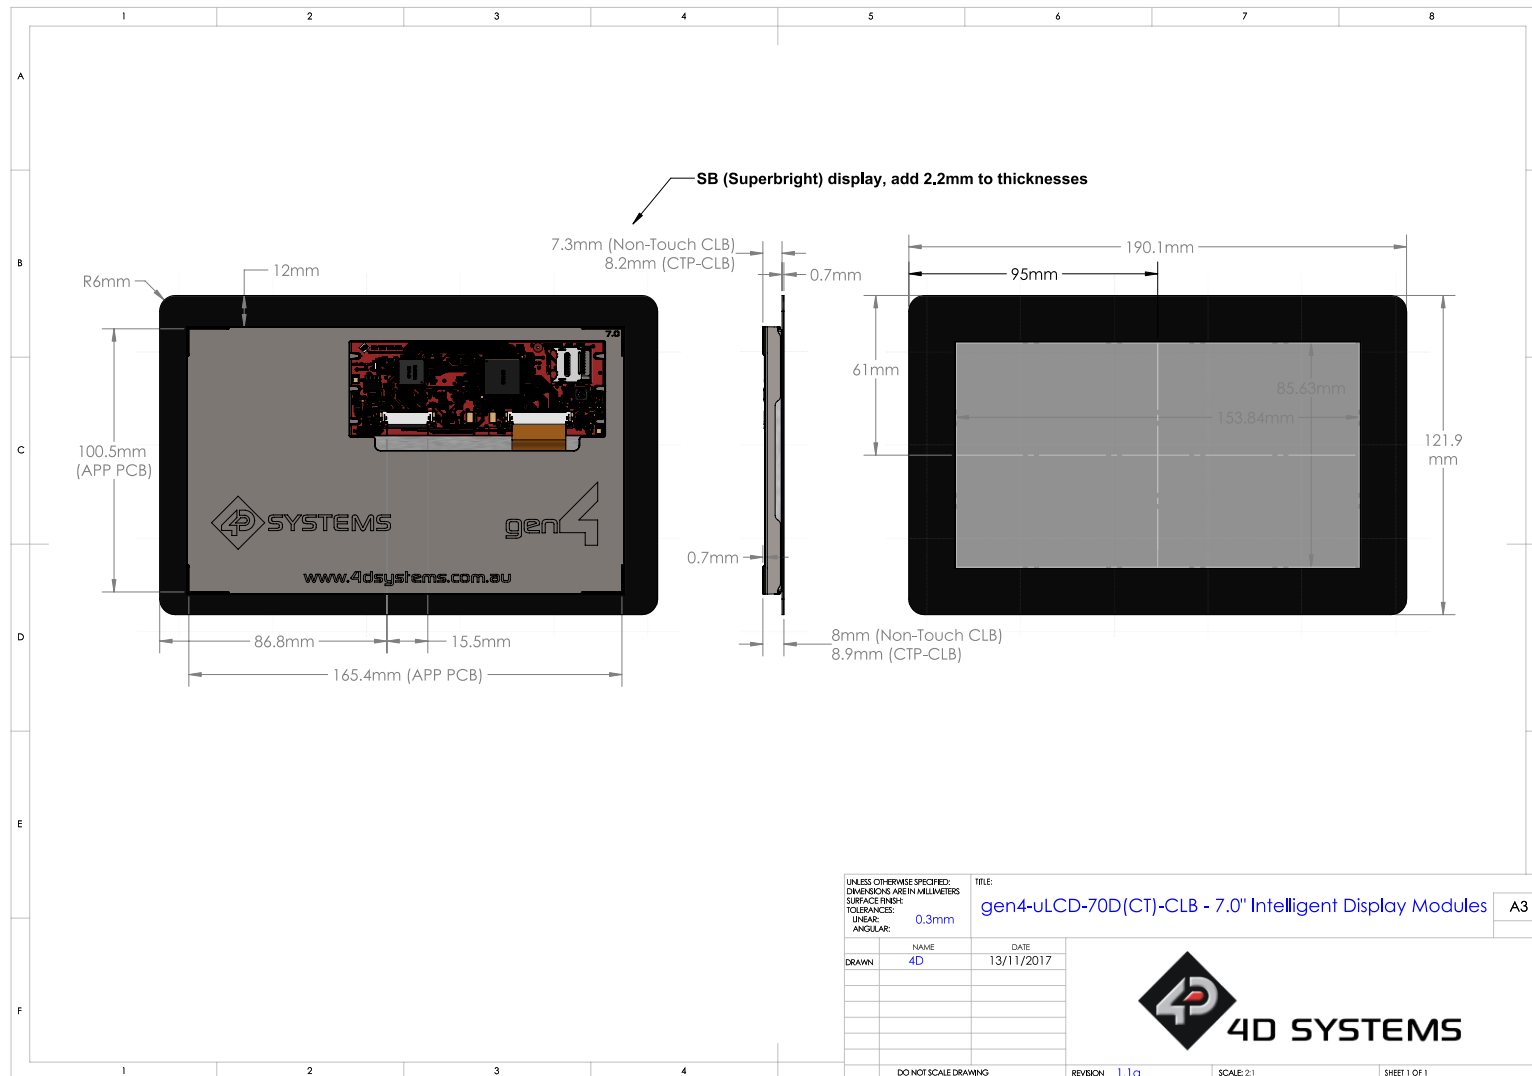 1 2 3 4 5 6 7 8
A
SB (Superbright) display, add 2.2mm to thicknesses
7.3mm (Non-Touch CLB)
8.2mm (CTP-CLB)
0.7mm
190.1mm
95mm
B
R6mm
12mm
7.0
61mm
85.63mm
153.84mm
C
100.5mm
(APP PCB)
121.9
mm
4D SYSTEMS
gen4
www.4dsystems.com.au
0.7mm
D
86.8mm
15.5mm
165.4mm (APP PCB)
8mm (Non-Touch CLB)
8.9mm (CTP-CLB)
E
F
UNLESS OTHERWISE SPECIFIED:
DIMENSIONS ARE IN MILLIMETERS
SURFACE FINISH:
TOLERANCES:
LINEAR: 0.3mm
ANGULAR:
TITLE:
gen4-uLCD-70D(CT)-CLB - 7.0" Intelligent Display Modules
A3
NAME DATE
DRAWN 4D 13/11/2017
4D SYSTEMS
DO NOT SCALE DRAWING
REVISION 1.1a
SCALE: 2:1
SHEET 1 OF 1
1 2 3 4